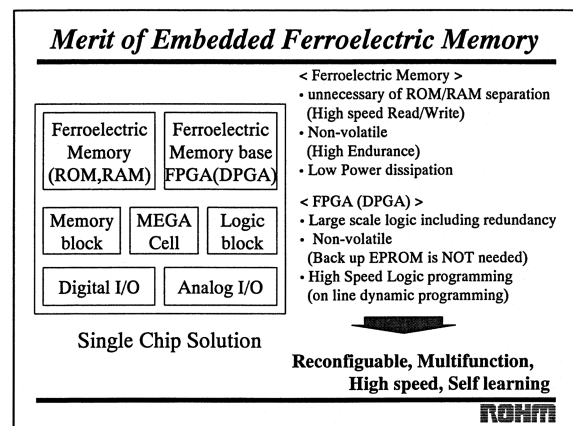 Merit of Embedded Ferroelectric Memory
Ferroelectric
Memory
(ROM,RAM)
Ferroelectric
Memory base
FPGA(DPGA)
Memory
block
MEGA
Cell
Logic
block
Digital I/O
Analog I/O
Single Chip Solution
< Ferroelectric Memory >
・unnecessary of ROM/RAM separation
(High speed Read/Write)
・Non-volatile
(High Endurance)
・Low Power dissipation
< FPGA (DPGA) >
・Large scale logic including redundancy
・Non-volatile
(Back up EPROM is NOT needed)
・High Speed Logic programming
(on line dynamic programming)
Reconfiguable, Multifunction,
High speed, Self learning
ROHM